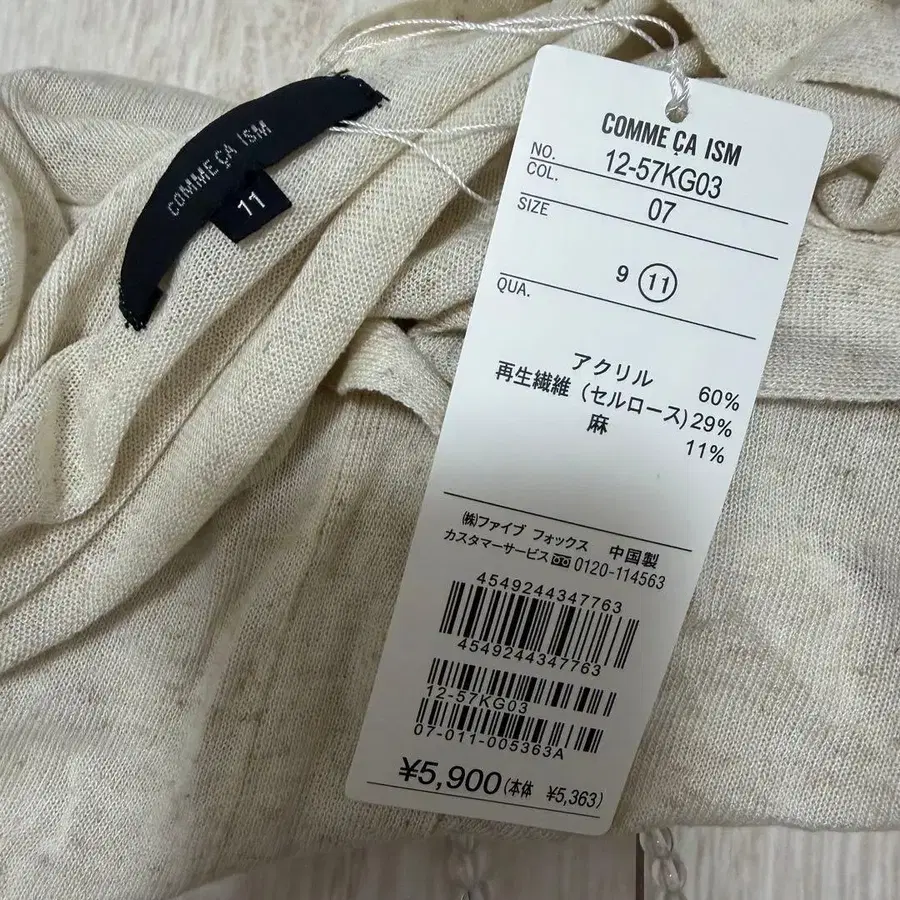 COMME ÇA ISM
11
COMME ÇA ISM
NO. 12-57KG03
COL. 07
SIZE
9 11
QUA.
アクリル 60%
再生繊維 (セルロース) 29%
麻 11%
㈱ファイブ フォックス 中国製
カスタマーサービス 0120-114563
4549244347763
4549244347763
12-57KG03
07-011-005363A
¥5,900 (本体 ¥5,363)